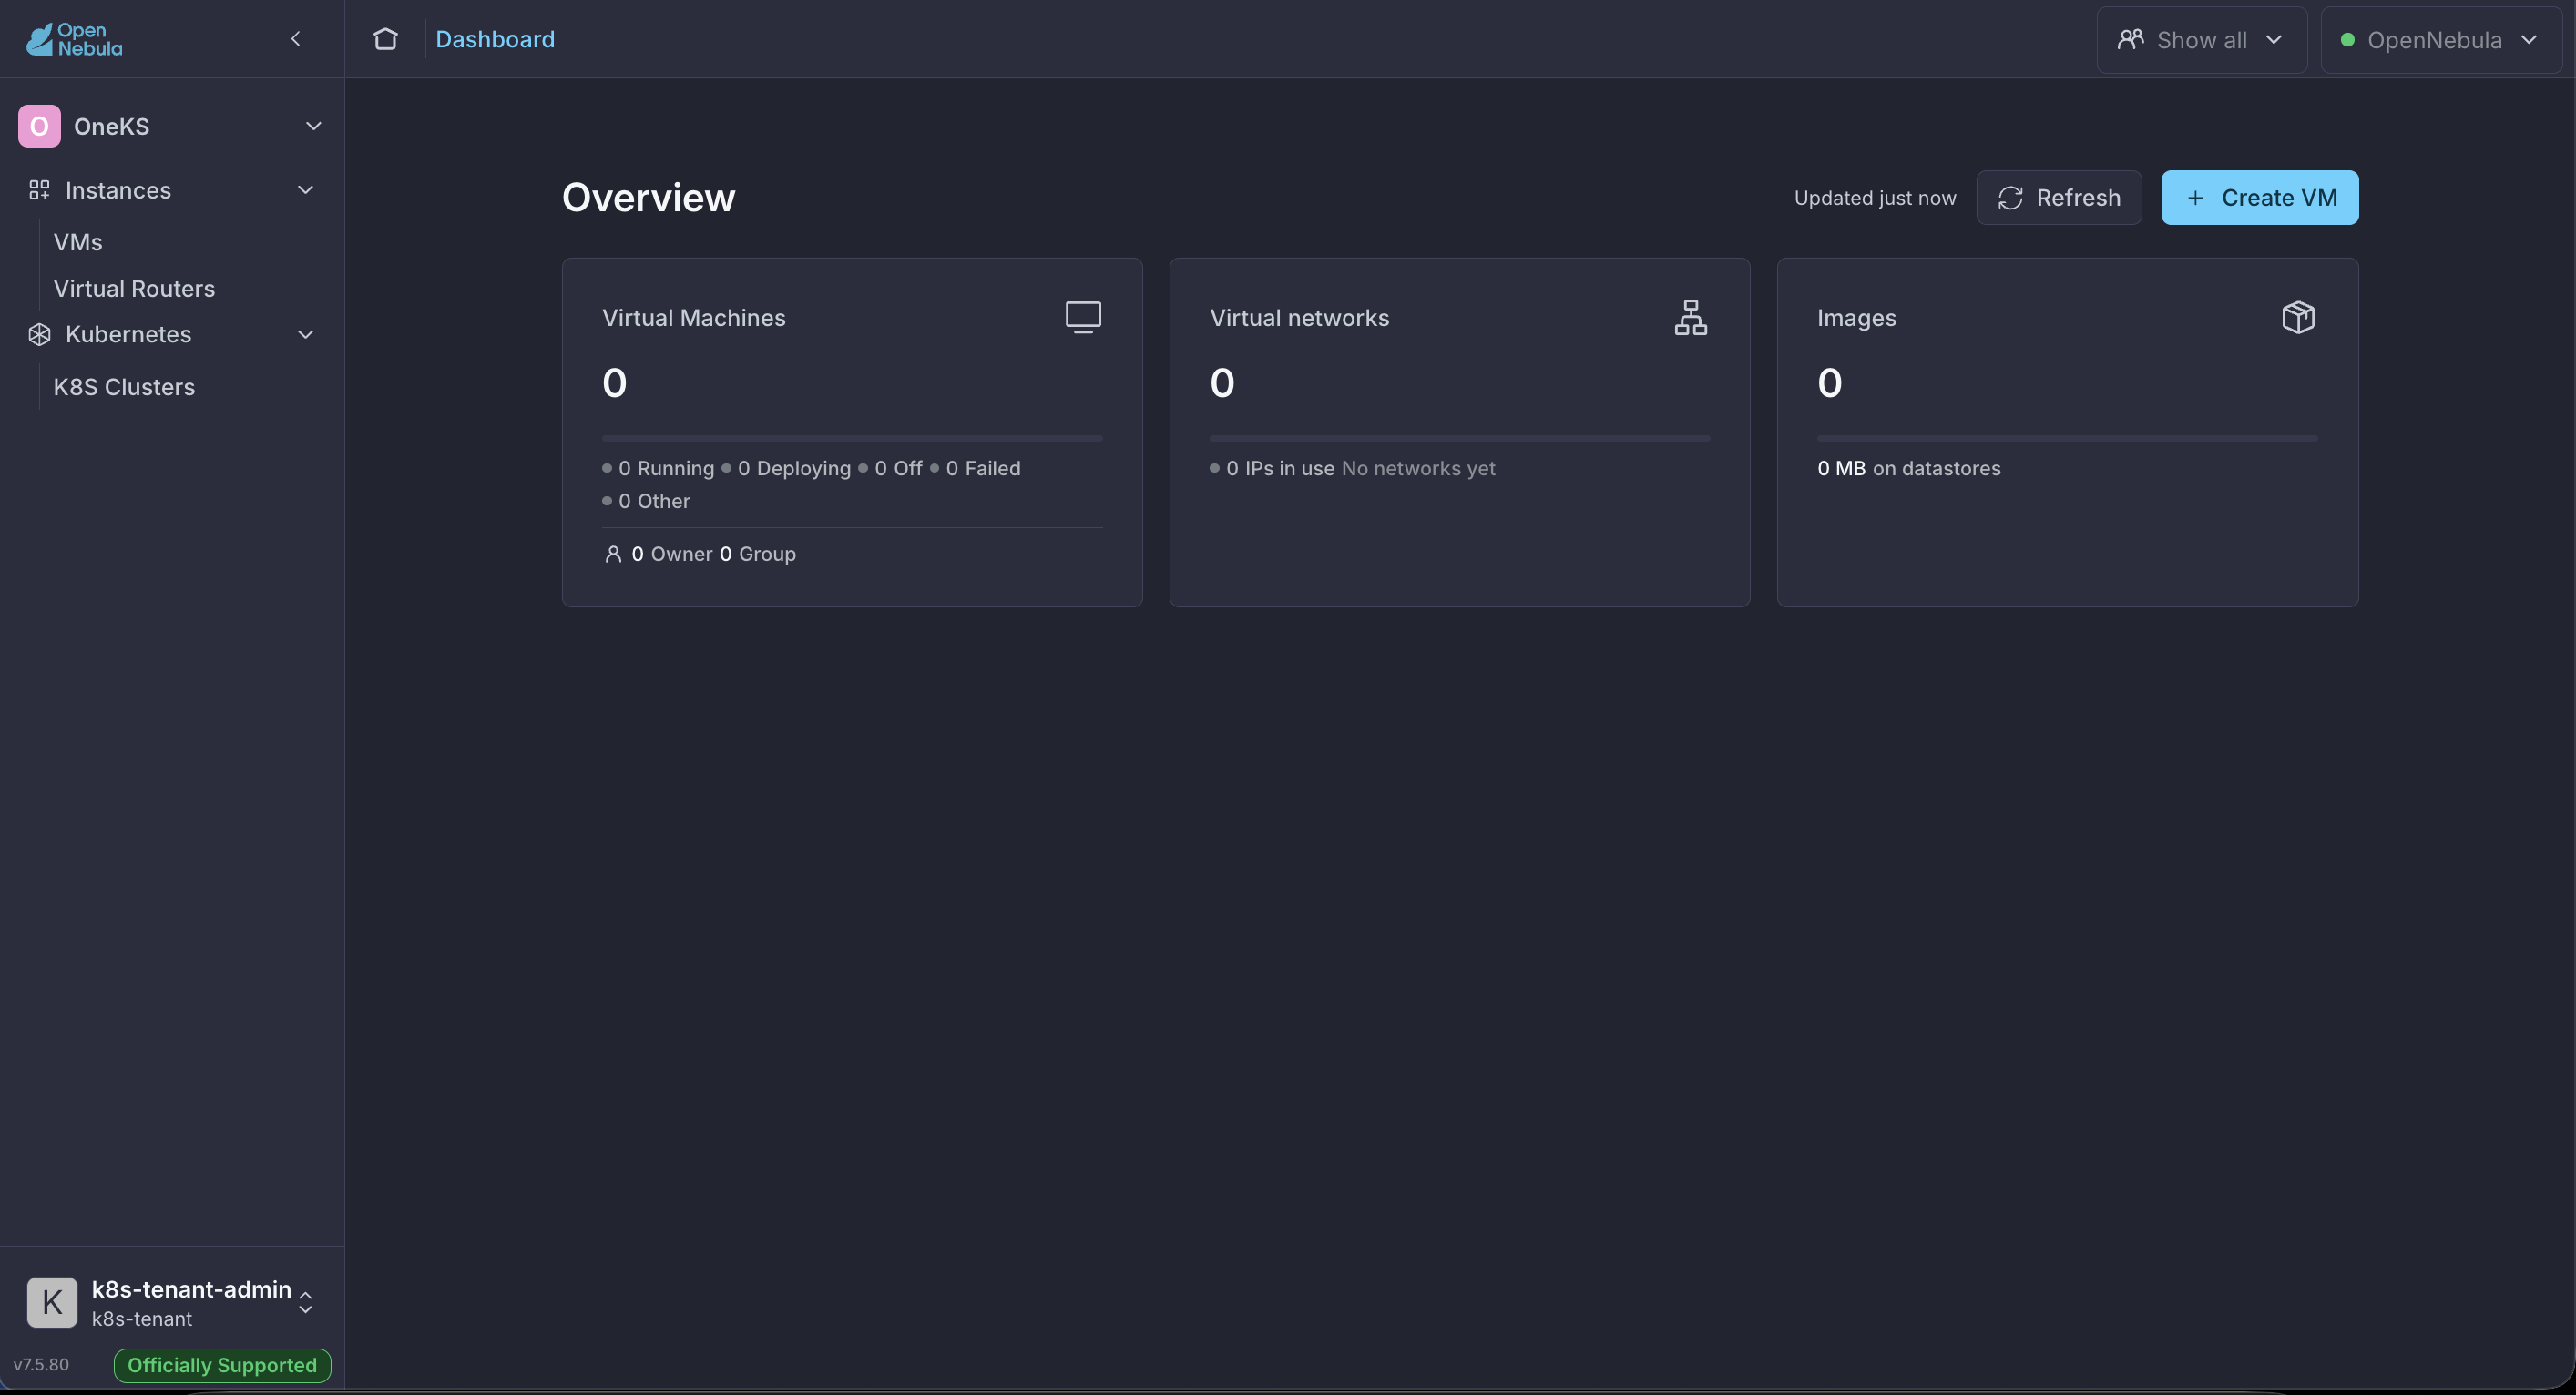 Open
Nebula
Dashboard
Show all
OpenNebula
O OneKS
Instances
VMs
Virtual Routers
Kubernetes
K8S Clusters
Overview
Updated just now
Refresh
+ Create VM
Virtual Machines
0
0 Running 0 Deploying 0 Off 0 Failed
0 Other
0 Owner 0 Group
Virtual networks
0
0 IPs in use No networks yet
Images
0
0 MB on datastores
K
k8s-tenant-admin
k8s-tenant
v7.5.80
Officially Supported